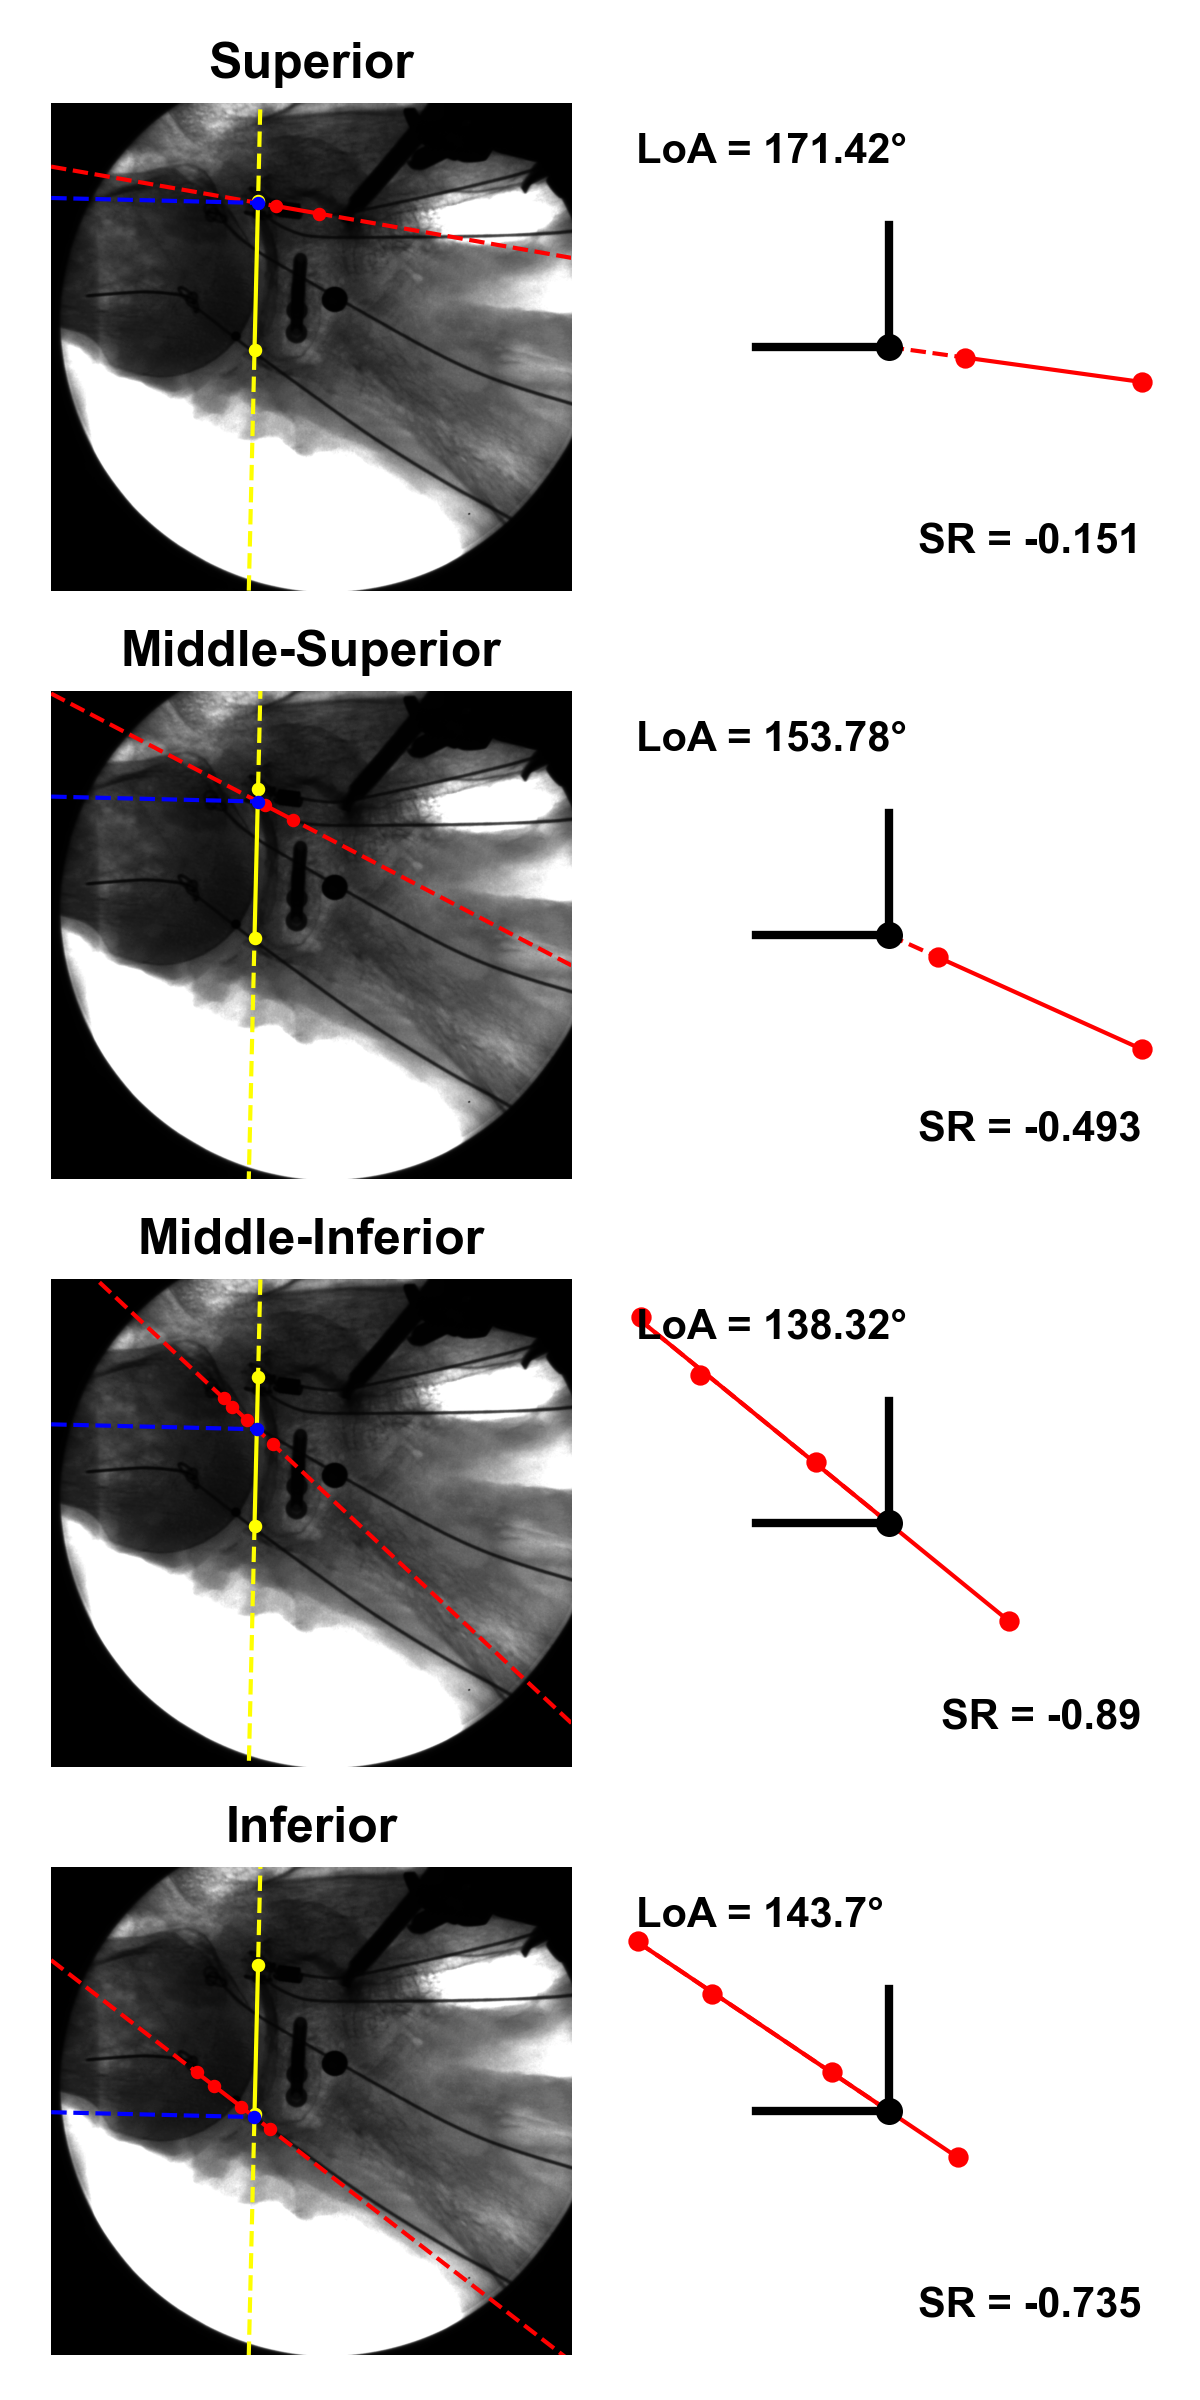 Superior
LoA = 171.42°
SR = -0.151
Middle-Superior
LoA = 153.78°
SR = -0.493
Middle-Inferior
LoA = 138.32°
SR = -0.89
Inferior
LoA = 143.7°
SR = -0.735